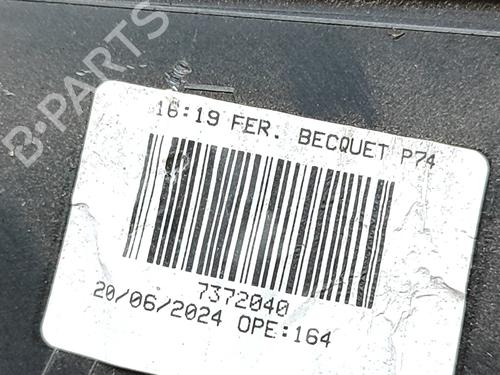 B-PARTS
16:19 FER. BECQUET P74
7372040
20/06/2024 OPE:164